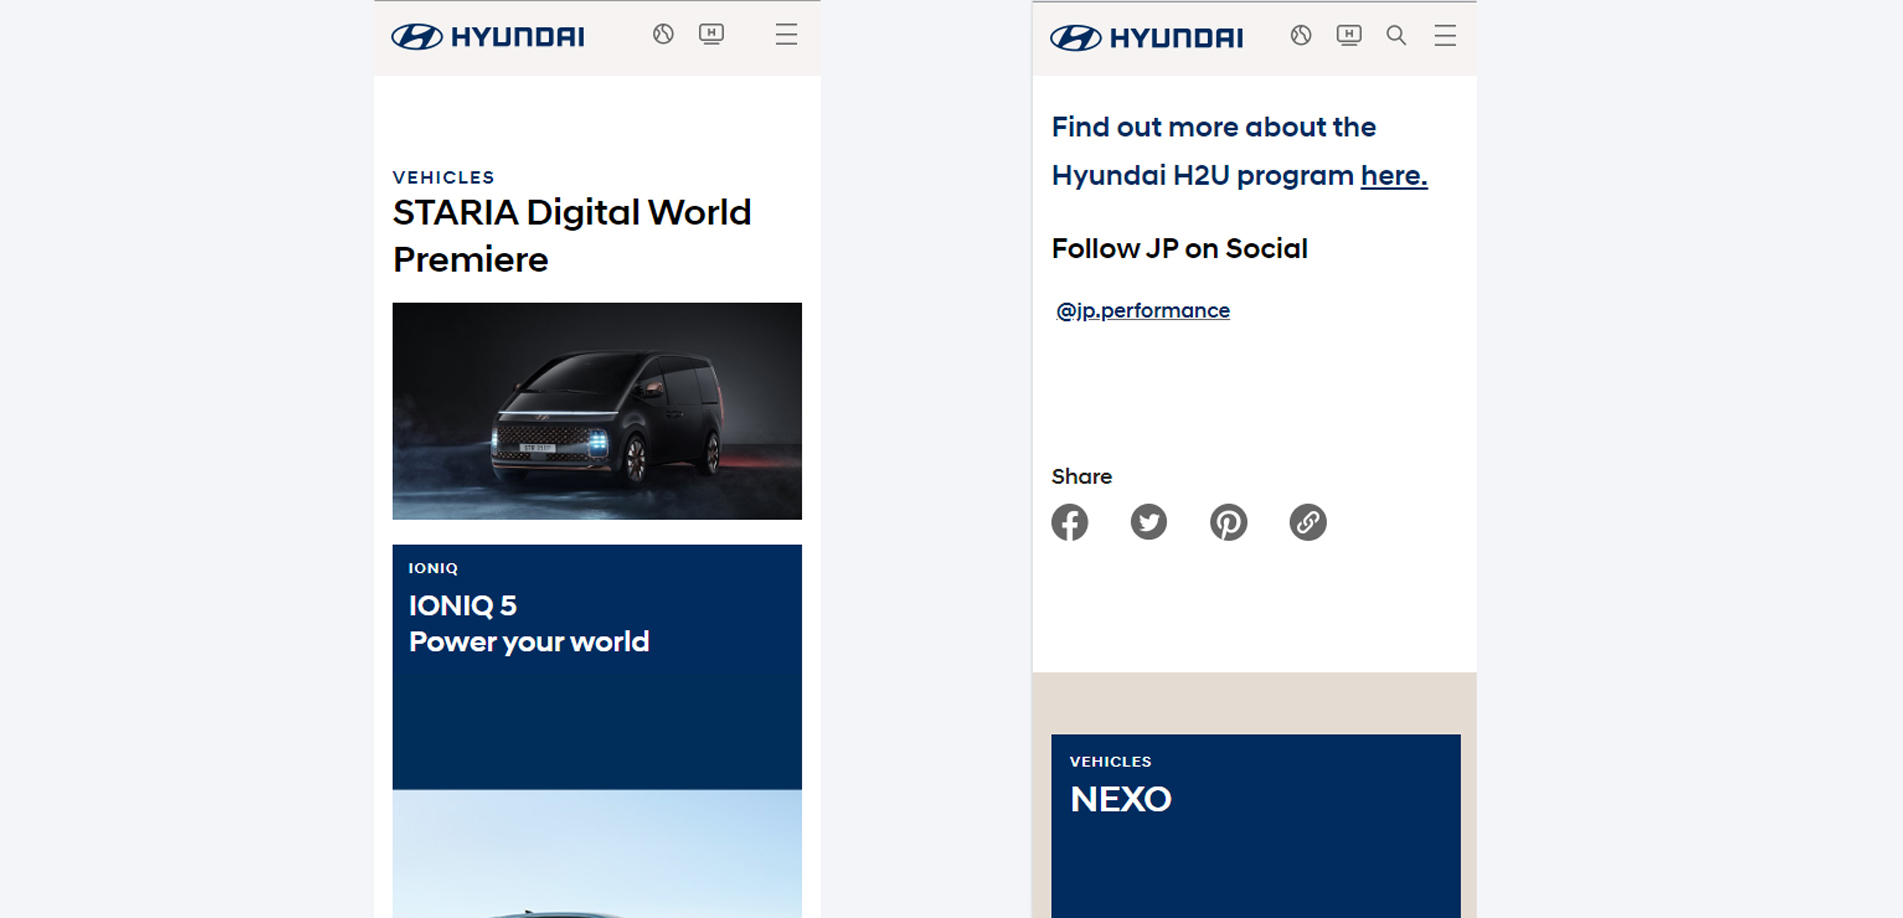 HYUNDAI
H
VEHICLES
STARIA Digital World
Premiere
IONIQ
IONIQ 5
Power your world
HYUNDAI
H
Find out more about the
Hyundai H2U program here.
Follow JP on Social
@jp.performance
Share
VEHICLES
NEXO